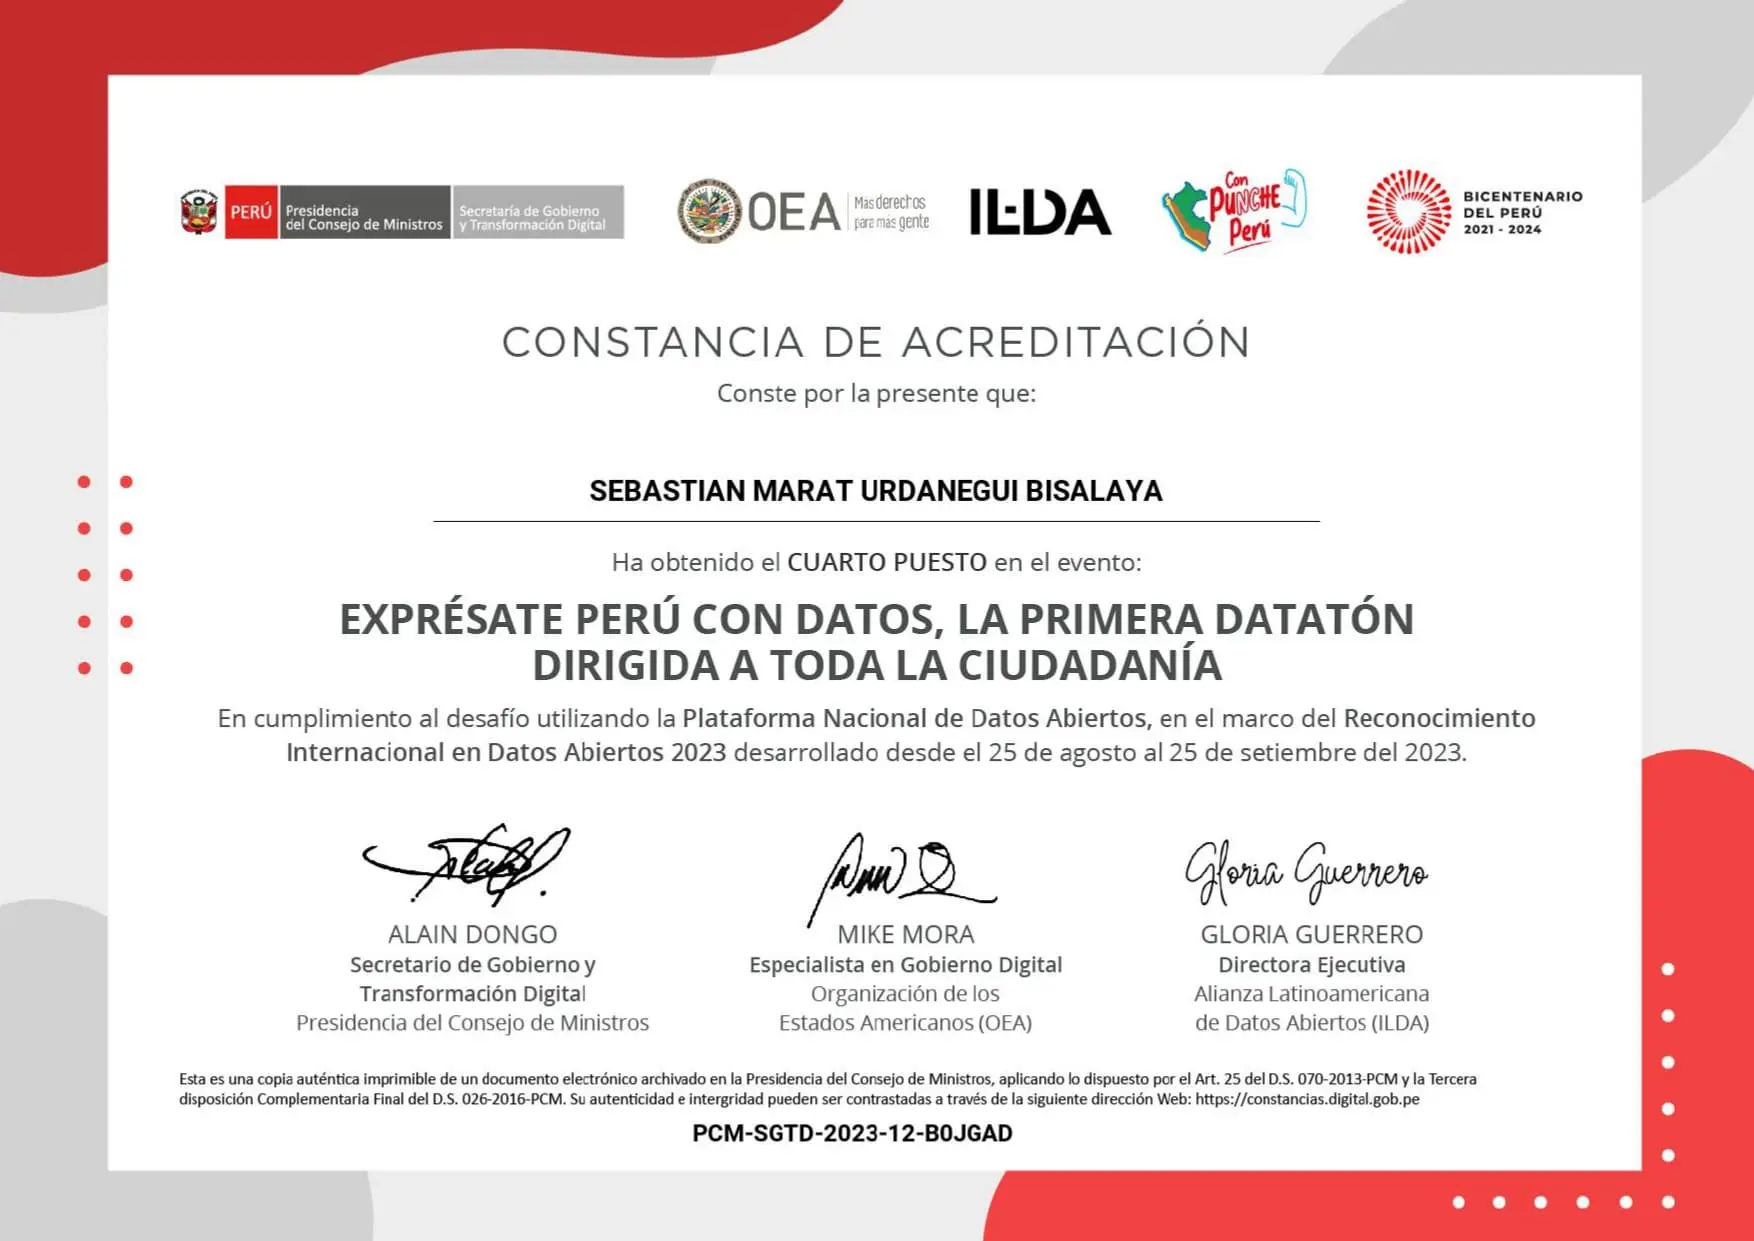 PERÚ
Presidencia
del Consejo de Ministros
Secretaría de Gobierno
y Transformación Digital
OEA
Más derechos
para más gente
ILDA
Con
PUNCHE
Perú
BICENTENARIO
DEL PERÚ
2021 - 2024
CONSTANCIA DE ACREDITACIÓN
Conste por la presente que:
SEBASTIAN MARAT URDANEGUI BISALAYA
Ha obtenido el CUARTO PUESTO en el evento:
EXPRÉSATE PERÚ CON DATOS, LA PRIMERA DATATÓN
DIRIGIDA A TODA LA CIUDADANÍA
En cumplimiento al desafío utilizando la Plataforma Nacional de Datos Abiertos, en el marco del Reconocimiento
Internacional en Datos Abiertos 2023 desarrollado desde el 25 de agosto al 25 de setiembre del 2023.
Gloria Guerrero
ALAIN DONGO
Secretario de Gobierno y
Transformación Digital
Presidencia del Consejo de Ministros
MIKE MORA
Especialista en Gobierno Digital
Organización de los
Estados Americanos (OEA)
GLORIA GUERRERO
Directora Ejecutiva
Alianza Latinoamericana
de Datos Abiertos (ILDA)
Esta es una copia auténtica imprimible de un documento electrónico archivado en la Presidencia del Consejo de Ministros, aplicando lo dispuesto por el Art. 25 del D.S. 070-2013-PCM y la Tercera
disposición Complementaria Final del D.S. 026-2016-PCM. Su autenticidad e intergridad pueden ser contrastadas a través de la siguiente dirección Web: https://constancias.digital.gob.pe
PCM-SGTD-2023-12-B0JGAD